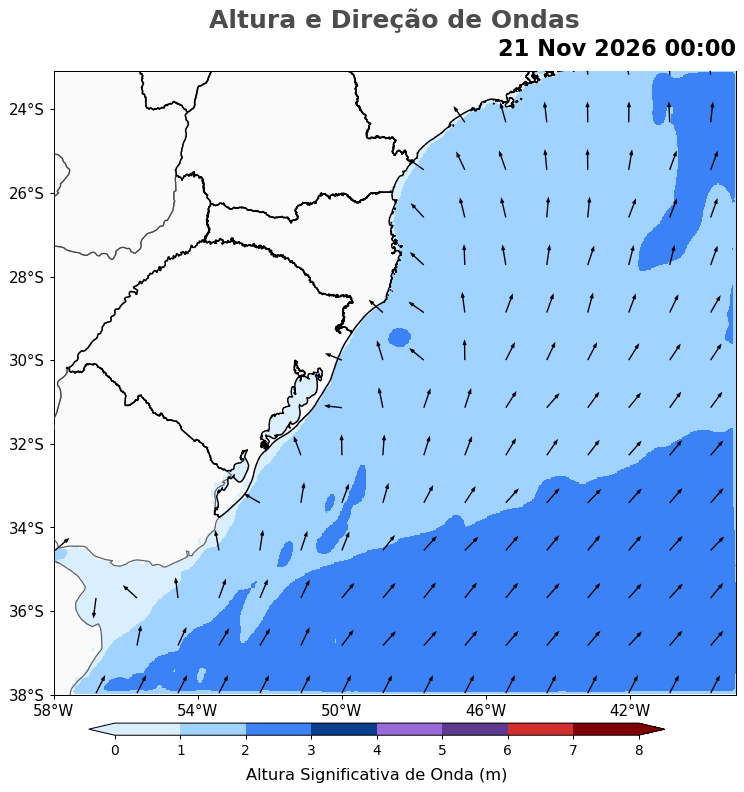 Altura e Direção de Ondas
21 Nov 2026 00:00
24°S
26°S
28°S
30°S
32°S
34°S
36°S
38°S
58°W 54°W 50°W 46°W 42°W
0 1 2 3 4 5 6 7 8
Altura Significativa de Onda (m)